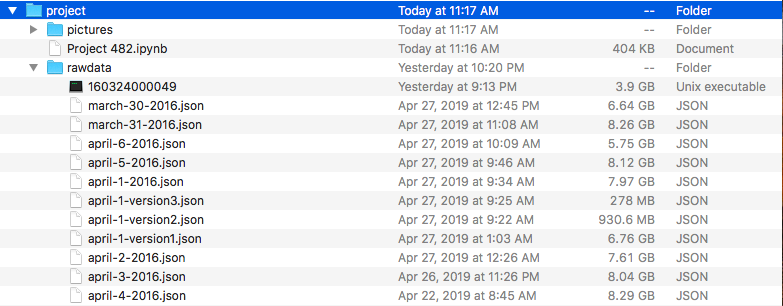 project Today at 11:17 AM -- Folder
pictures Today at 11:17 AM -- Folder
Project 482.ipynb Today at 11:16 AM 404 KB Document
rawdata Yesterday at 10:20 PM -- Folder
160324000049 Yesterday at 9:13 PM 3.9 GB Unix executable
march-30-2016.json Apr 27, 2019 at 12:45 PM 6.64 GB JSON
march-31-2016.json Apr 27, 2019 at 11:08 AM 8.26 GB JSON
april-6-2016.json Apr 27, 2019 at 10:09 AM 5.75 GB JSON
april-5-2016.json Apr 27, 2019 at 9:46 AM 8.12 GB JSON
april-1-2016.json Apr 27, 2019 at 9:34 AM 7.97 GB JSON
april-1-version3.json Apr 27, 2019 at 9:25 AM 278 MB JSON
april-1-version2.json Apr 27, 2019 at 9:22 AM 930.6 MB JSON
april-1-version1.json Apr 27, 2019 at 1:03 AM 6.76 GB JSON
april-2-2016.json Apr 27, 2019 at 12:26 AM 7.61 GB JSON
april-3-2016.json Apr 26, 2019 at 11:26 PM 8.04 GB JSON
april-4-2016.json Apr 22, 2019 at 8:45 AM 8.29 GB JSON